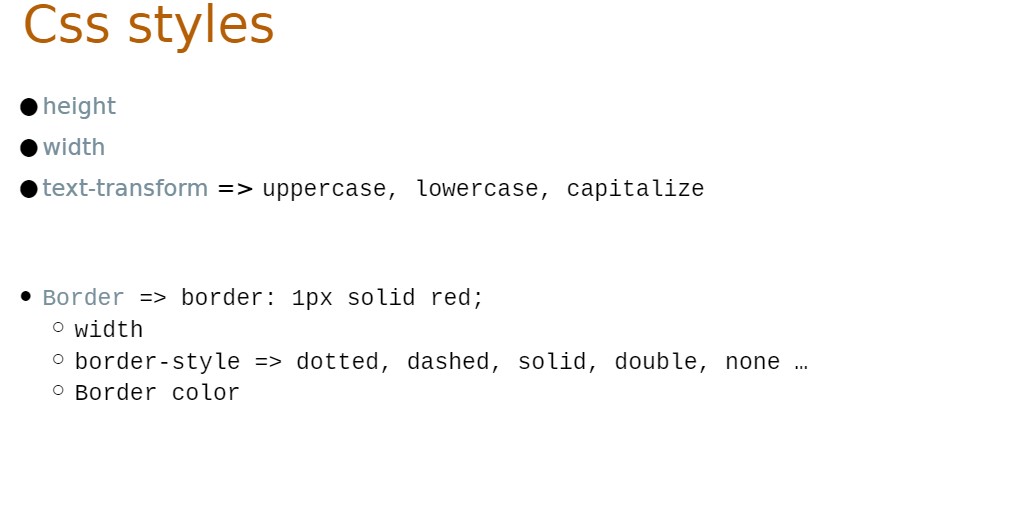 Css styles
height
width
text-transform => uppercase, lowercase, capitalize
Border => border: 1px solid red;
width
border-style => dotted, dashed, solid, double, none …
Border color